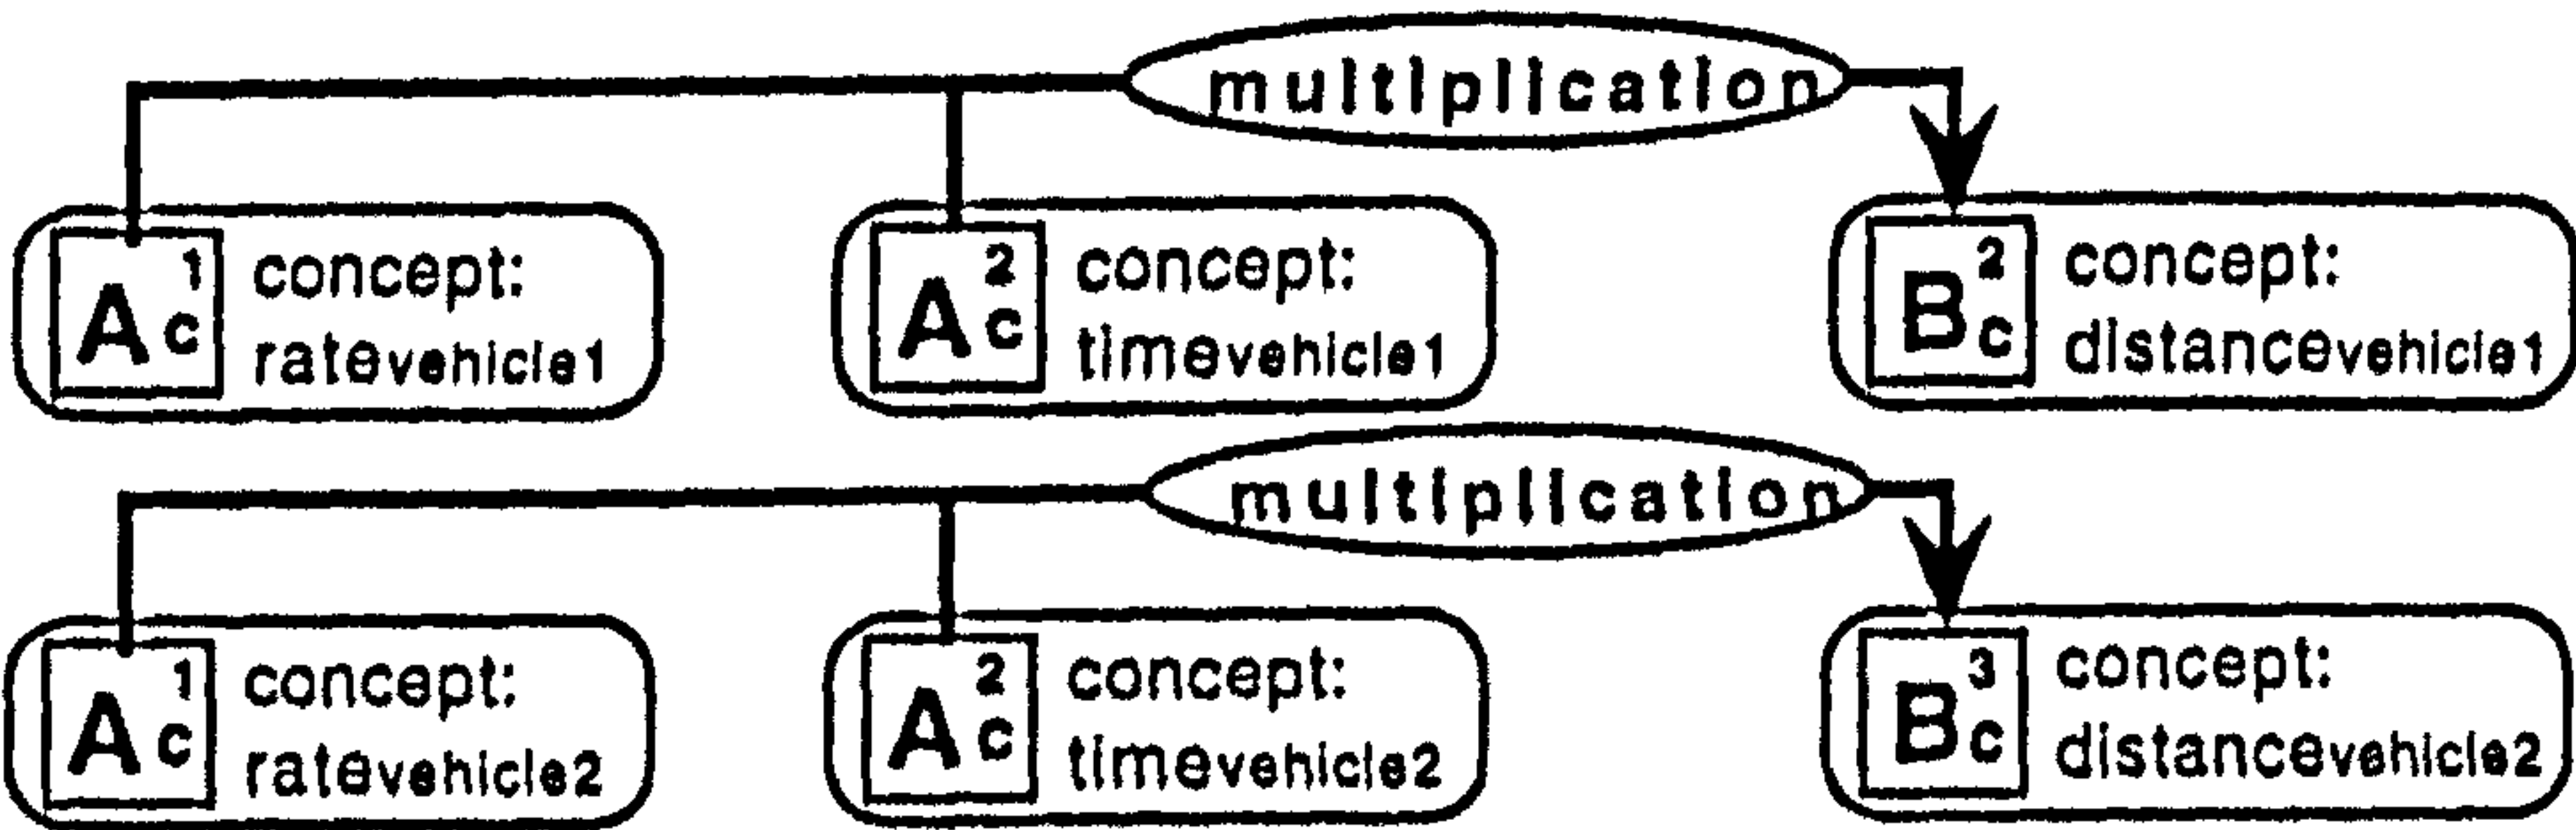 multiplication
A 1 c concept: ratevehicle1
A 2 c concept: timevehicle1
B 2 c concept: distancevehicle1
multiplication
A 1 c concept: ratevehicle2
A 2 c concept: timevehicle2
B 3 c concept: distancevehicle2